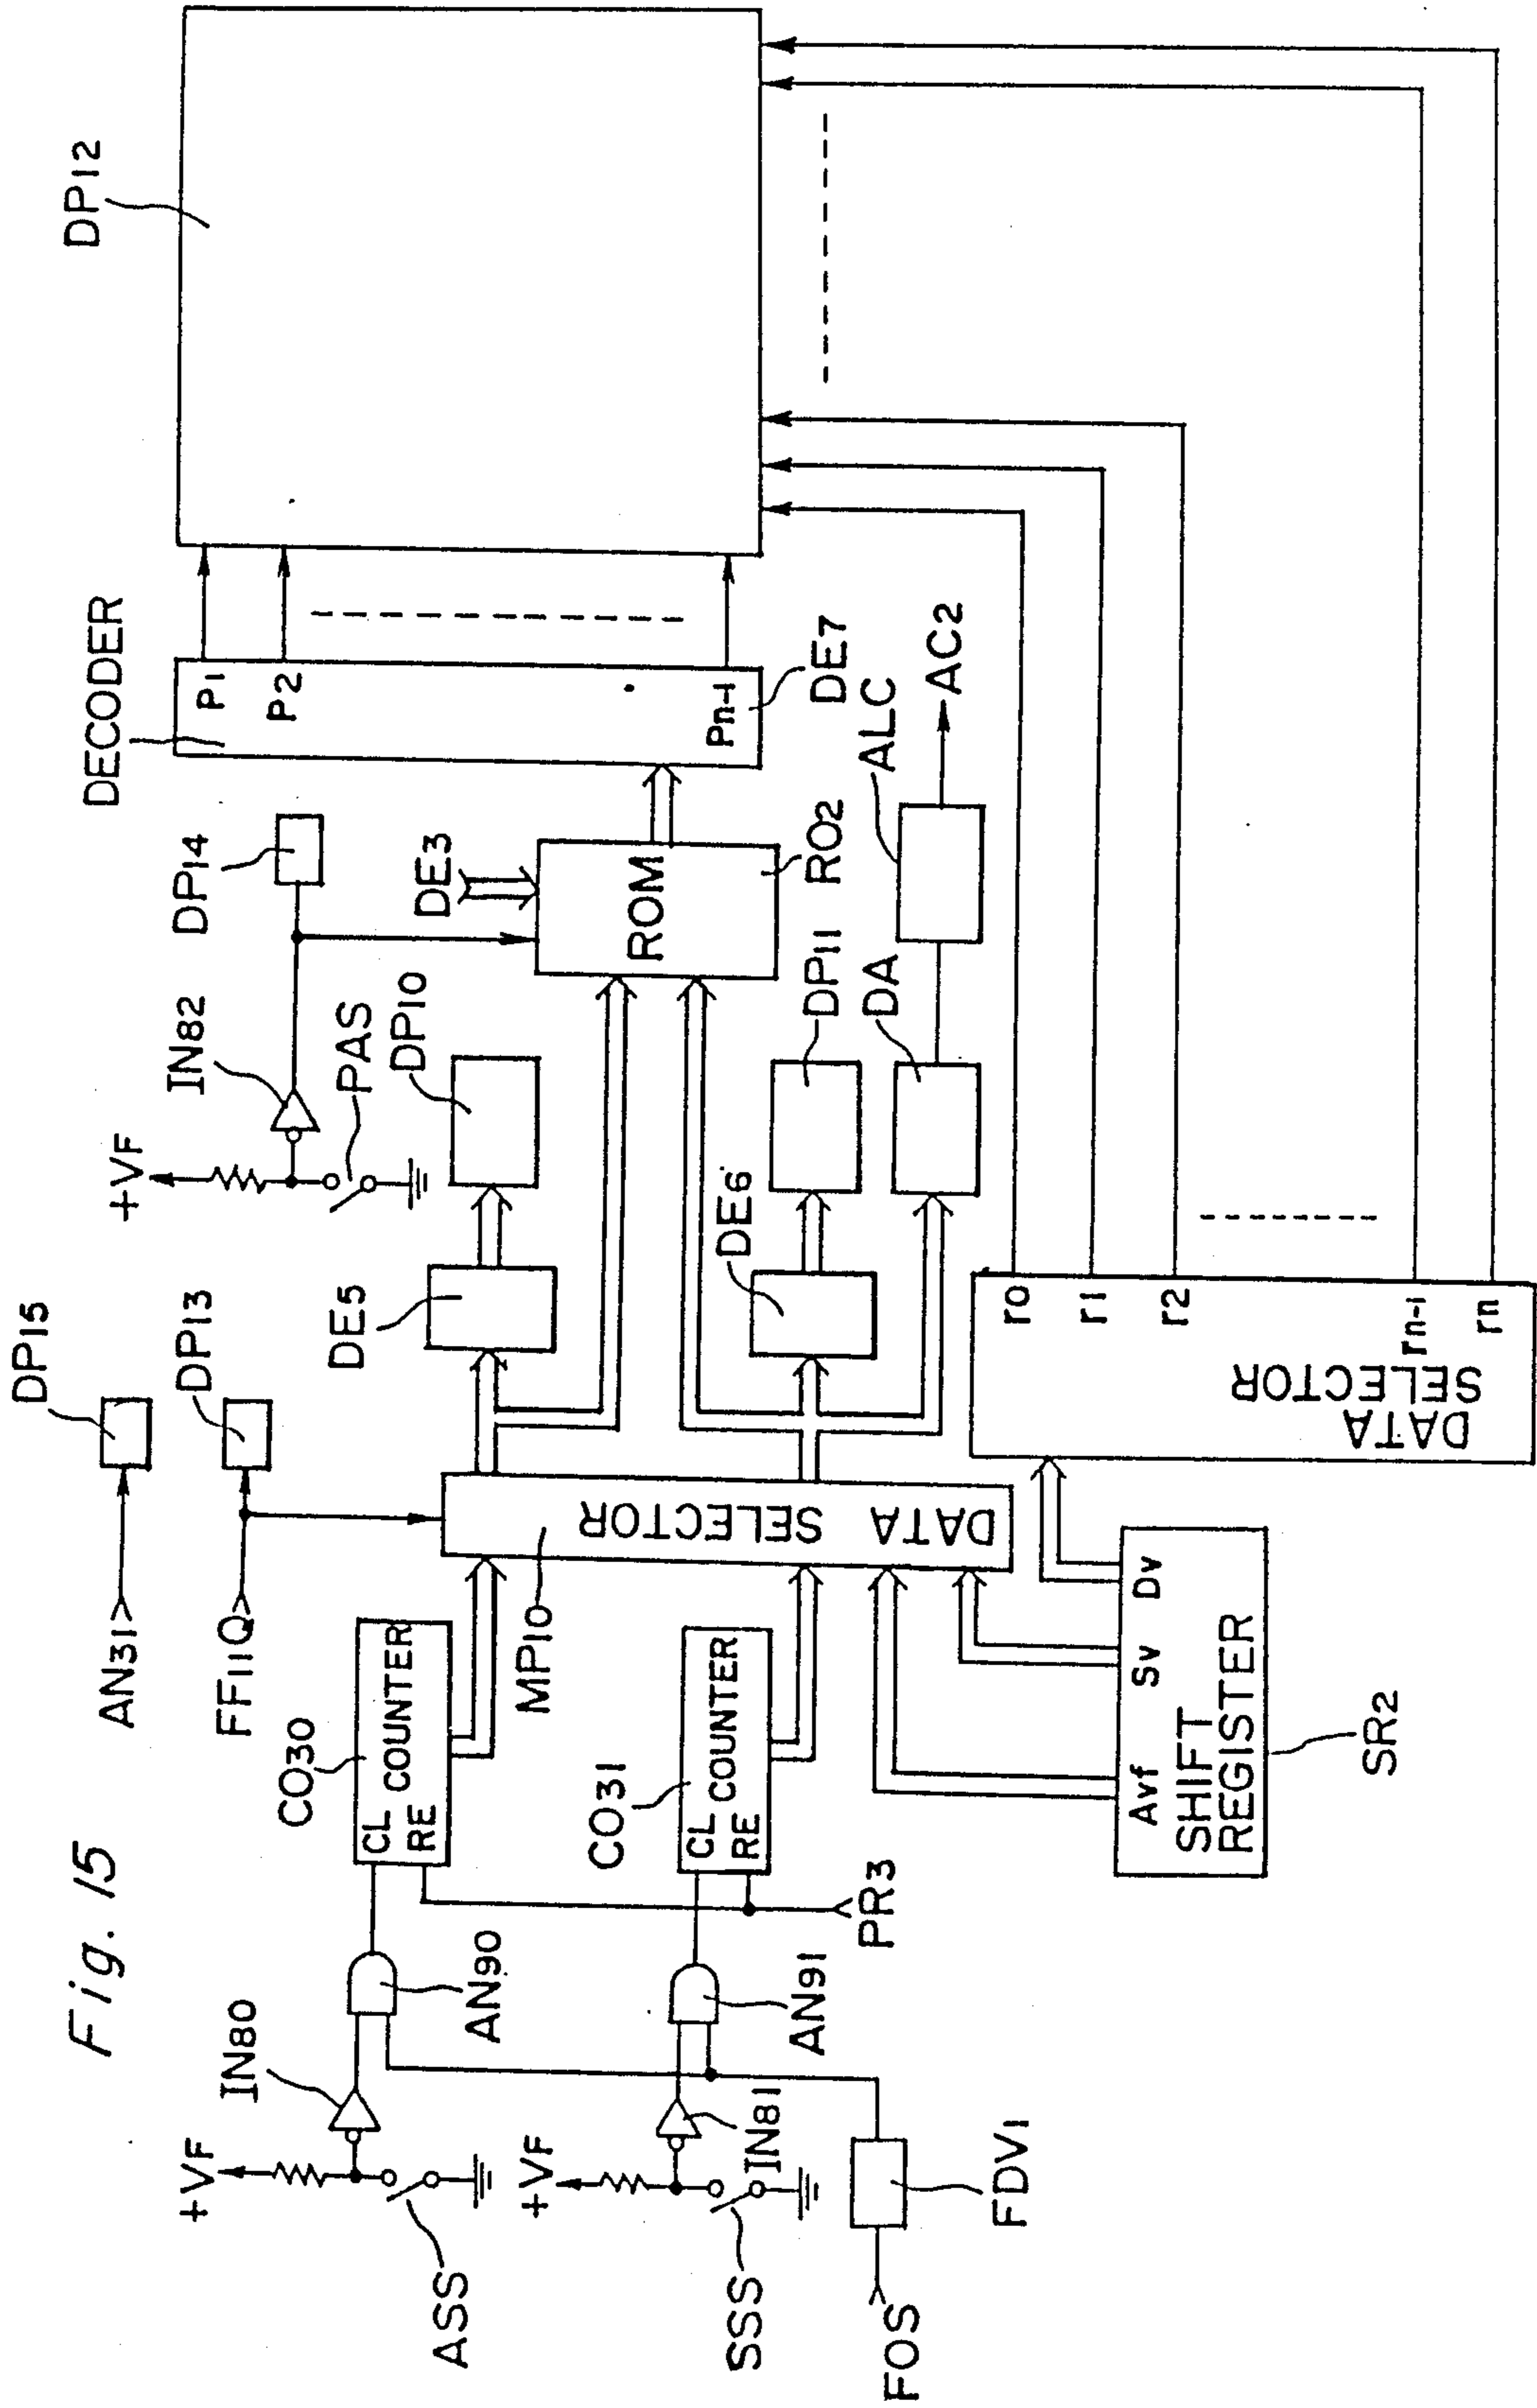 Fig. 15
DP15
AN31
DP13
FF11Q
+VF
IN82
PAS
DP14
DECODER
P1
P2
Pn-1
DE7
DP12
+VF
IN80
ASS
AN90
CO30
CL COUNTER
RE
MP10
DATA SELECTOR
DE5
DP10
DE3
ROM
RO2
+VF
IN81
SSS
AN91
CO31
CL COUNTER
RE
PR3
DE6
DP11
DA
ALC
AC2
FOS
FDV1
Avf Sv Dv
SHIFT
REGISTER
SR2
DATA
SELECTOR
r0
r1
r2
rn-1
rn